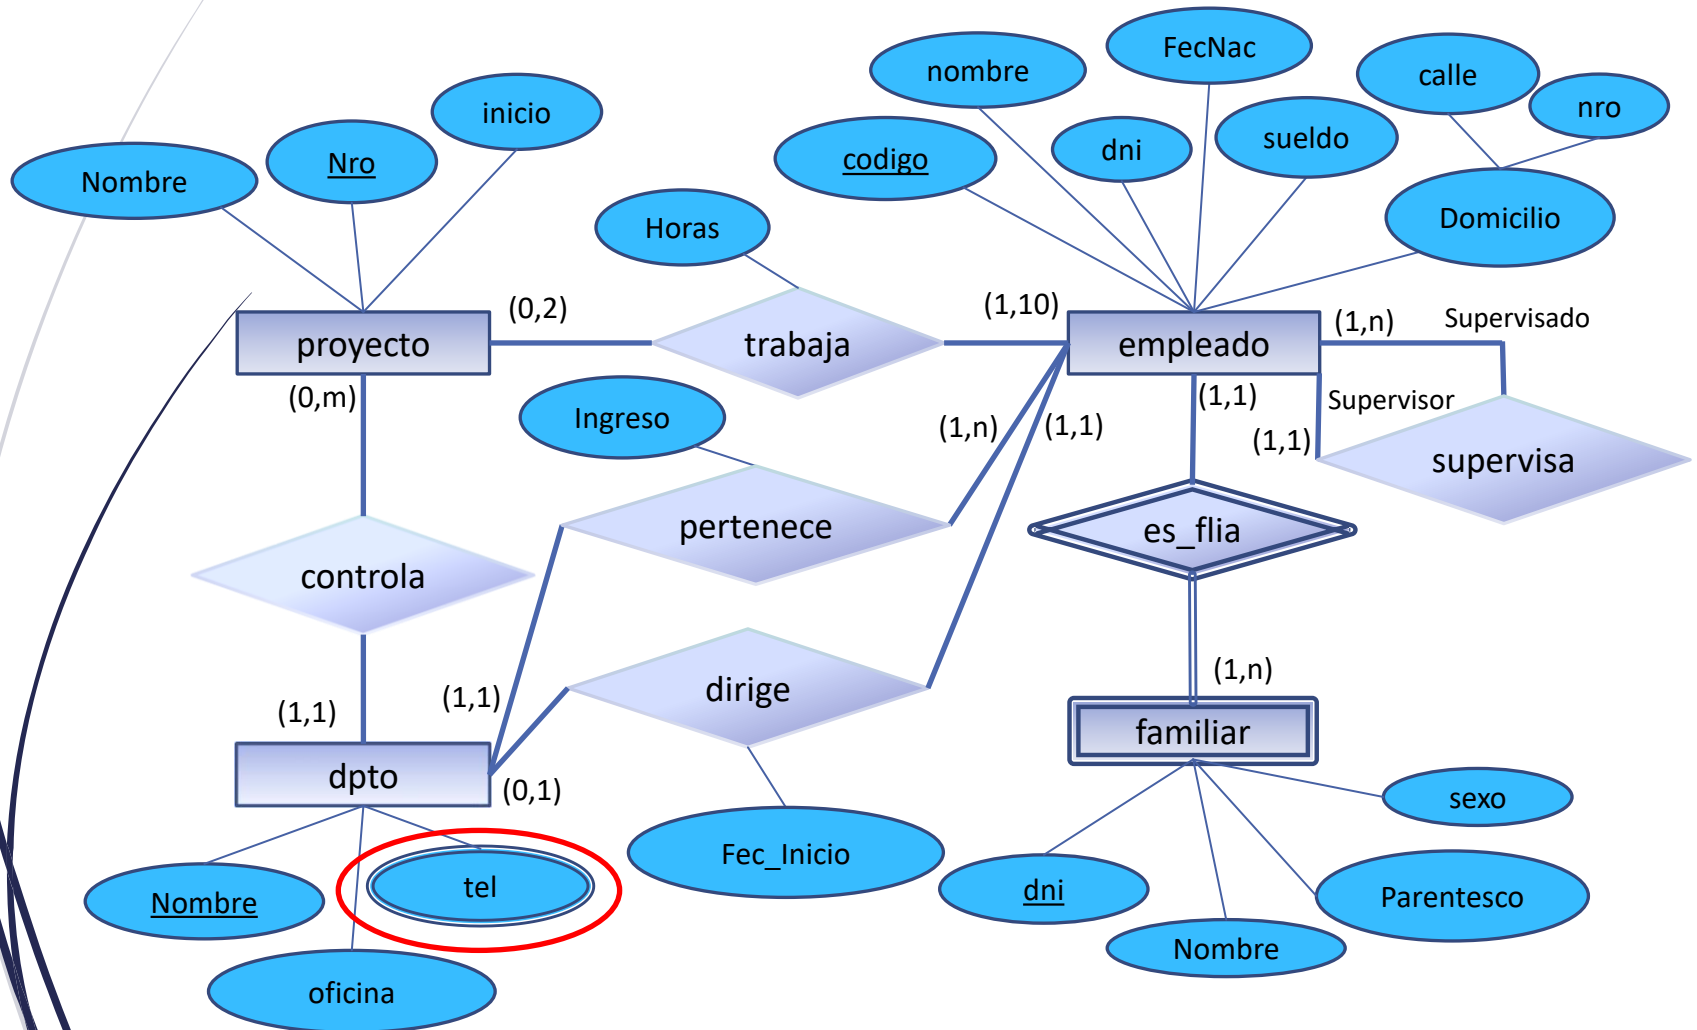 FecNac
nombre
calle
nro
inicio
Nro
Nombre
codigo
dni
sueldo
Domicilio
Horas
(0,2)
(1,10)
(1,n)
Supervisado
proyecto
trabaja
empleado
(0,m)
(1,1)
Supervisor
Ingreso
(1,n)
(1,1)
(1,1)
supervisa
pertenece
es_flia
controla
(1,n)
dirige
(1,1)
(1,1)
familiar
dpto
(0,1)
sexo
Fec_Inicio
tel
Nombre
dni
Parentesco
Nombre
oficina